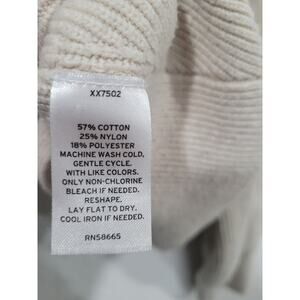 XX7502
57% COTTON
25% NYLON
18% POLYESTER
MACHINE WASH COLD,
GENTLE CYCLE.
WITH LIKE COLORS.
ONLY NON-CHLORINE
BLEACH IF NEEDED.
RESHAPE.
LAY FLAT TO DRY.
COOL IRON IF NEEDED.
RN58665